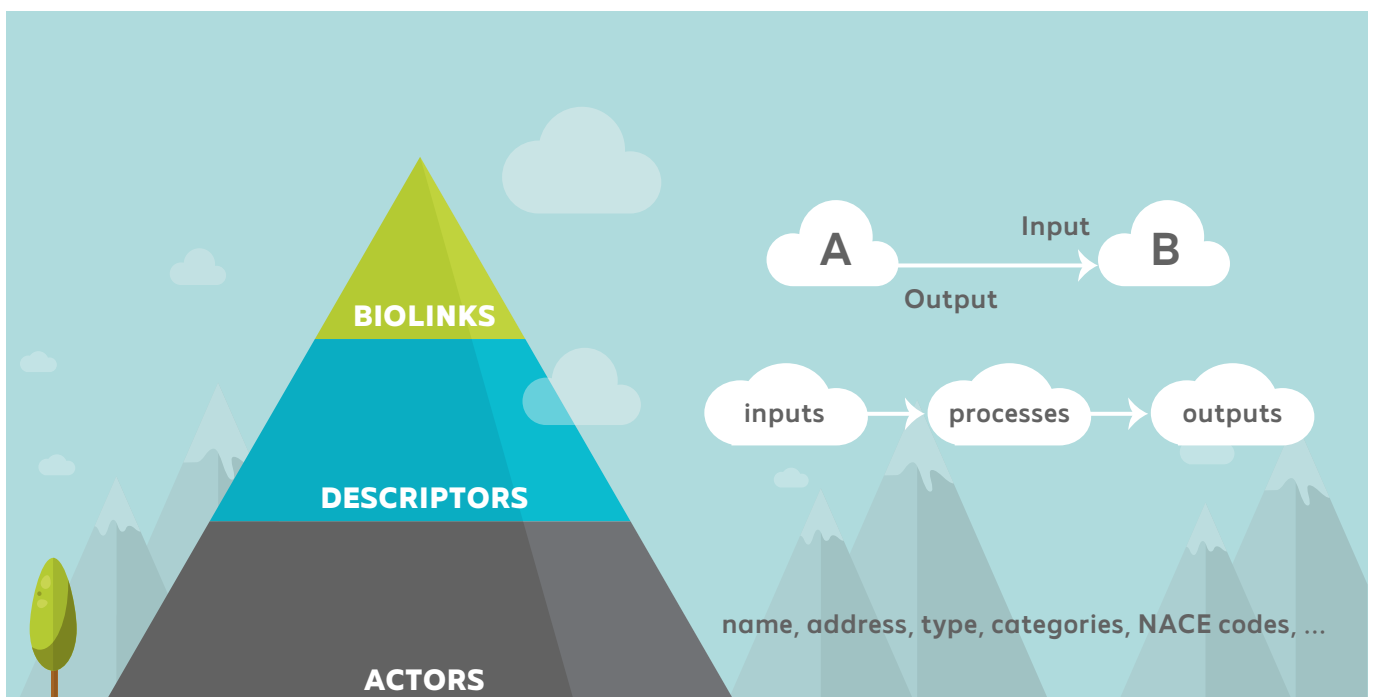 A
Input
B
Output
BIOLINKS
inputs
processes
outputs
DESCRIPTORS
name, address, type, categories, NACE codes, ...
ACTORS